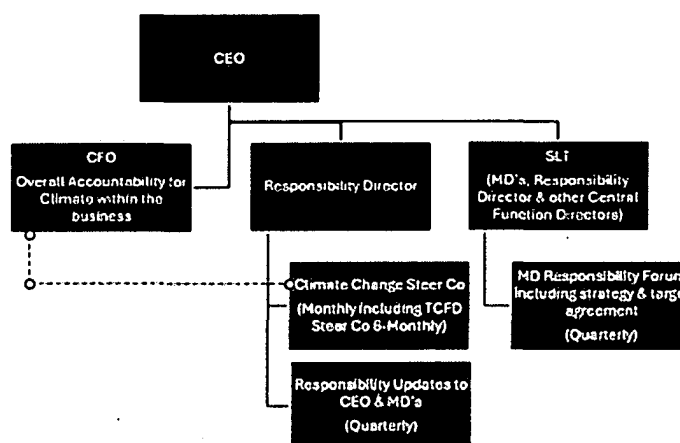 CEO
CFO
Overall Accountability for
Climate within the
business
Responsibility Director
SLT
(MD's, Responsibility
Director & other Central
Function Directors)
Climate Change Steer Co
(Monthly including TCFD
Steer Co 6-Monthly)
MD Responsibility Forum
including strategy & targe
agreement
(Quarterly)
Responsibility Updates to
CEO & MD's
(Quarterly)